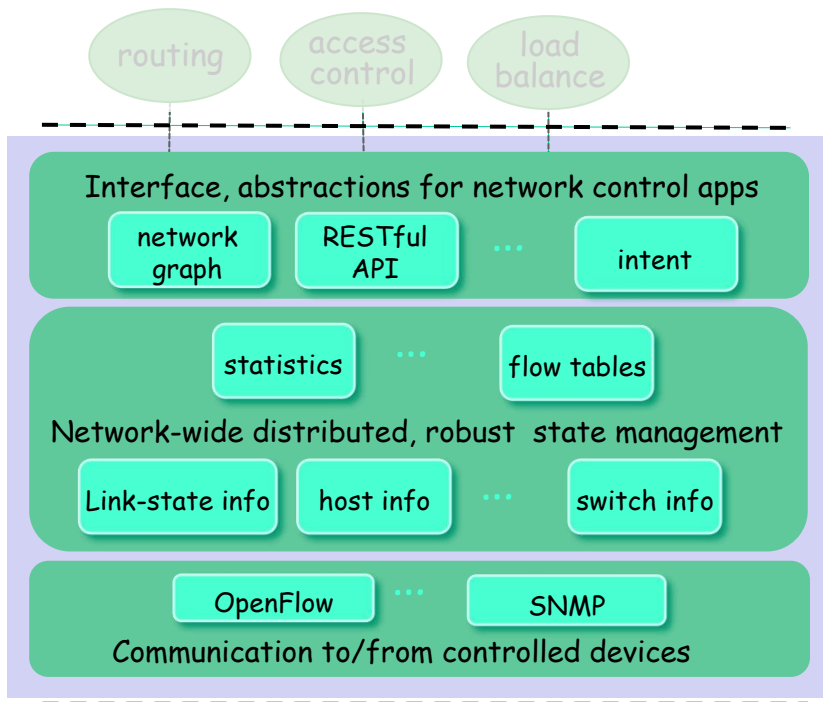 routing
access
control
load
balance
Interface, abstractions for network control apps
network
graph
RESTful
API
...
intent
statistics
...
flow tables
Network-wide distributed, robust state management
Link-state info
host info
...
switch info
OpenFlow
...
SNMP
Communication to/from controlled devices